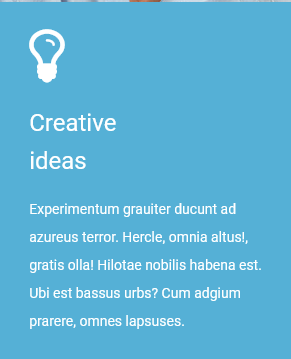 Creative
ideas
Experimentum grauiter ducunt ad
azureus terror. Hercle, omnia altus!,
gratis olla! Hilotae nobilis habena est.
Ubi est bassus urbs? Cum adgium
prarere, omnes lapsuses.